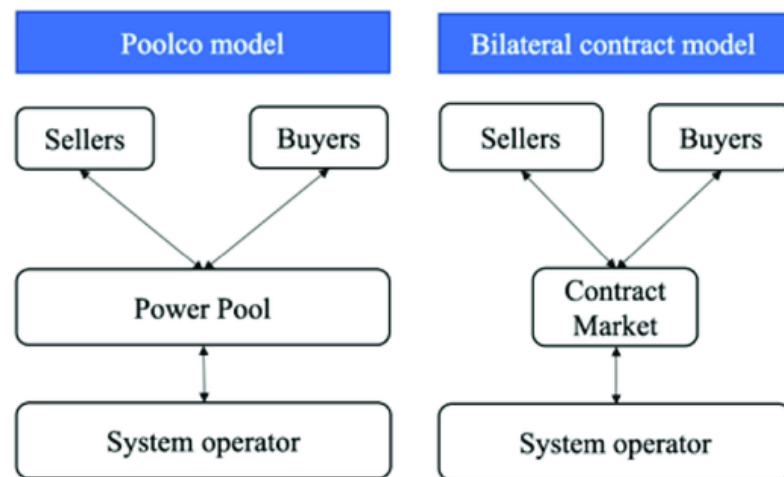 Poolco model
Sellers
Buyers
Power Pool
System operator
Bilateral contract model
Sellers
Buyers
Contract
Market
System operator